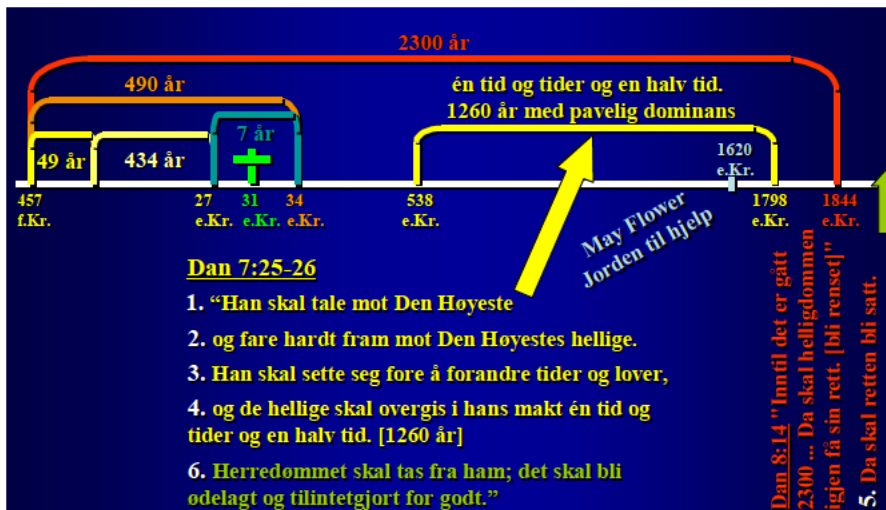 2300 år
490 år
én tid og tider og en halv tid.
1260 år med pavelig dominans
7 år
49 år
434 år
1620
e.Kr.
457
f.Kr.
27
e.Kr.
31
e.Kr.
34
e.Kr.
538
e.Kr.
1798
e.Kr.
1844
e.Kr.
May Flower
Jorden til hjelp
Dan 7:25-26
1. “Han skal tale mot Den Høyeste
2. og fare hardt fram mot Den Høyestes hellige.
3. Han skal sette seg fore å forandre tider og lover,
4. og de hellige skal overgis i hans makt én tid og
tider og en halv tid. [1260 år]
6. Herredømmet skal tas fra ham; det skal bli
ødelagt og tilintetgjort for godt.”
Dan 8:14 "Inntil det er gått
2300 ... Da skal helligdommen
igjen få sin rett. [bli renset]"
5. Da skal retten bli satt.